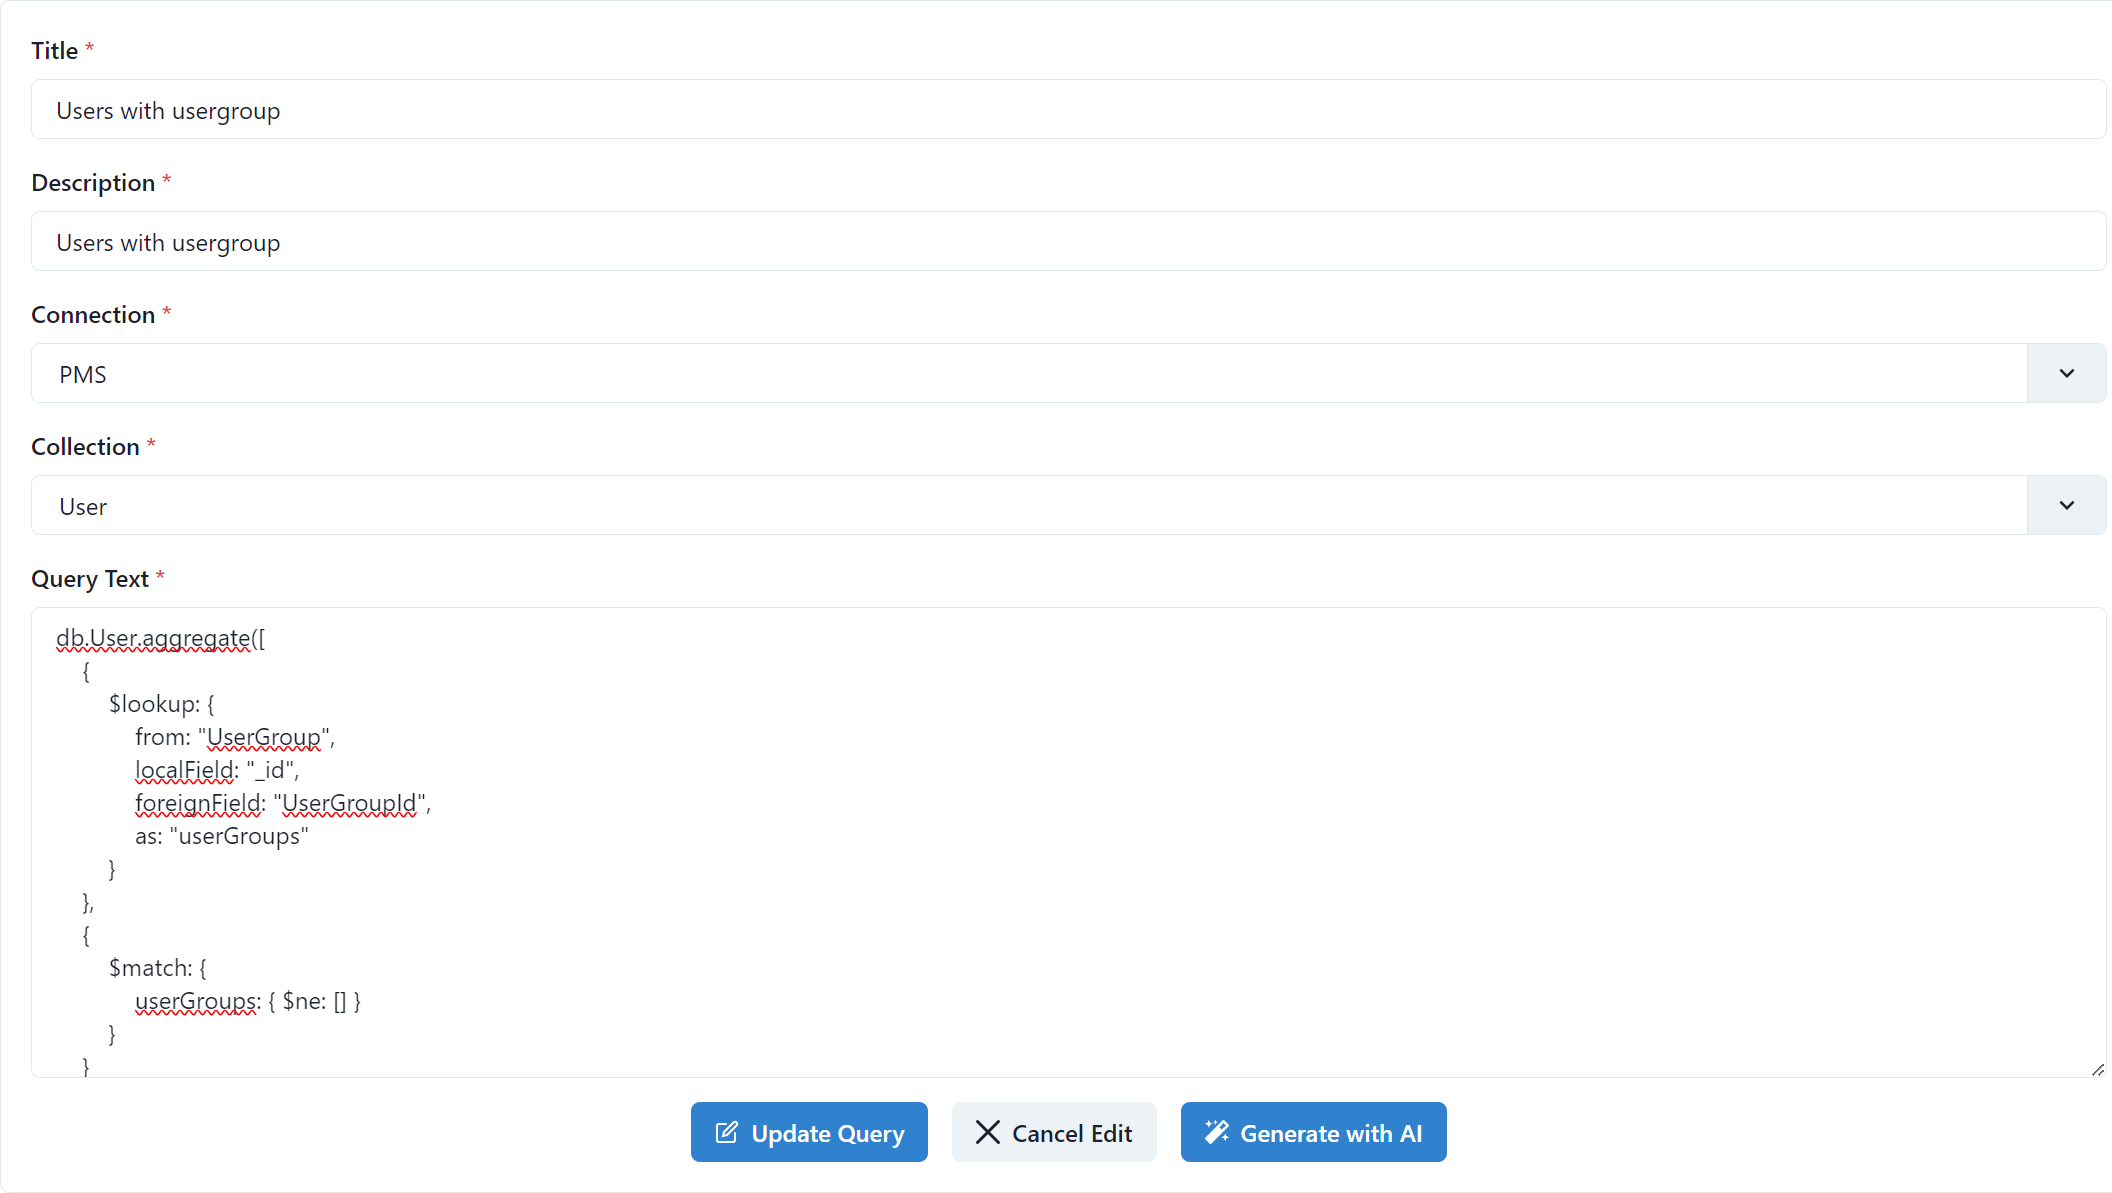 Title *
Users with usergroup
Description *
Users with usergroup
Connection *
PMS
Collection *
User
Query Text *
db.User.aggregate([
{
$lookup: {
from: "UserGroup",
localField: "_id",
foreignField: "UserGroupId",
as: "userGroups"
}
},
{
$match: {
userGroups: { $ne: [] }
}
}
Update Query
Cancel Edit
Generate with AI